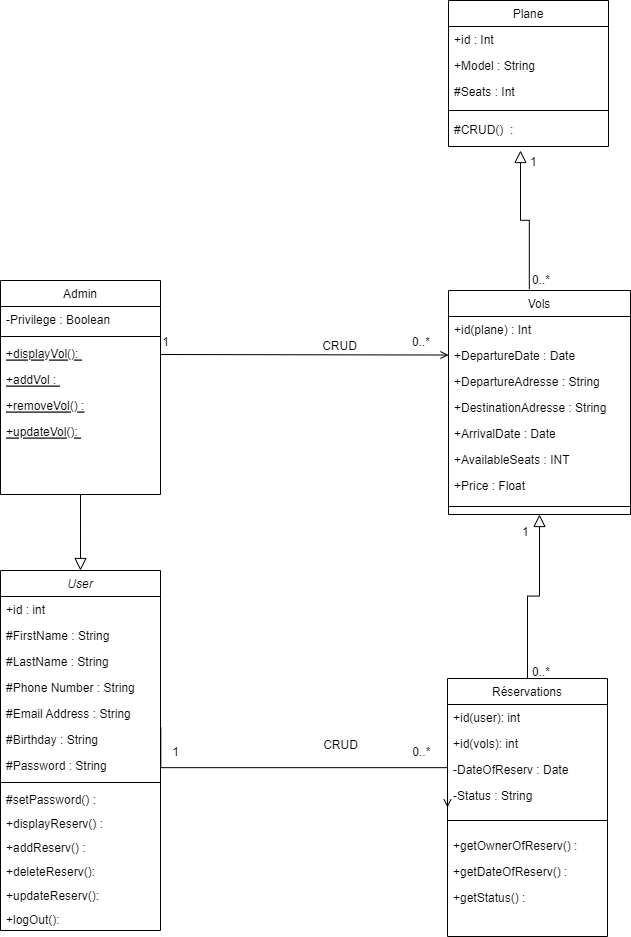 Plane
+id : Int
+Model : String
#Seats : Int
#CRUD() :
1
0..*
Admin
-Privilege : Boolean
+displayVol():
+addVol :
+removeVol() :
+updateVol():
1
CRUD
0..*
Vols
+id(plane) : Int
+DepartureDate : Date
+DepartureAdresse : String
+DestinationAdresse : String
+ArrivalDate : Date
+AvailableSeats : INT
+Price : Float
1
0..*
User
+id : int
#FirstName : String
#LastName : String
#Phone Number : String
#Email Address : String
#Birthday : String
#Password : String
#setPassword() :
+displayReserv() :
+addReserv() :
+deleteReserv():
+updateReserv():
+logOut():
1
CRUD
0..*
Réservations
+id(user): int
+id(vols): int
-DateOfReserv : Date
-Status : String
+getOwnerOfReserv() :
+getDateOfReserv() :
+getStatus() :